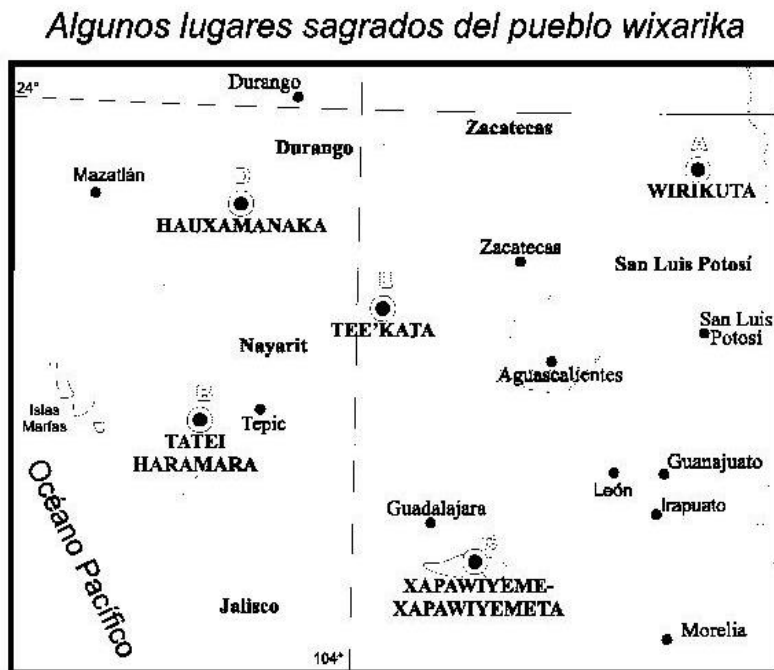 Algunos lugares sagrados del pueblo wixarika
24°
Durango
Zacatecas
Durango
A
Mazatlán
D
WIRIKUTA
HAUXAMANAKA
Zacatecas
San Luis Potosí
E
TEE'KATA
San Luis
Potosí
Nayarit
Aguascalientes
Islas
Marías
B
Tepic
TATEI
HARAMARA
Guanajuato
León
Irapuato
Guadalajara
Océano Pacífico
XAPAWIYEME-
XAPAWIYEMETA
Jalisco
Morelia
104°